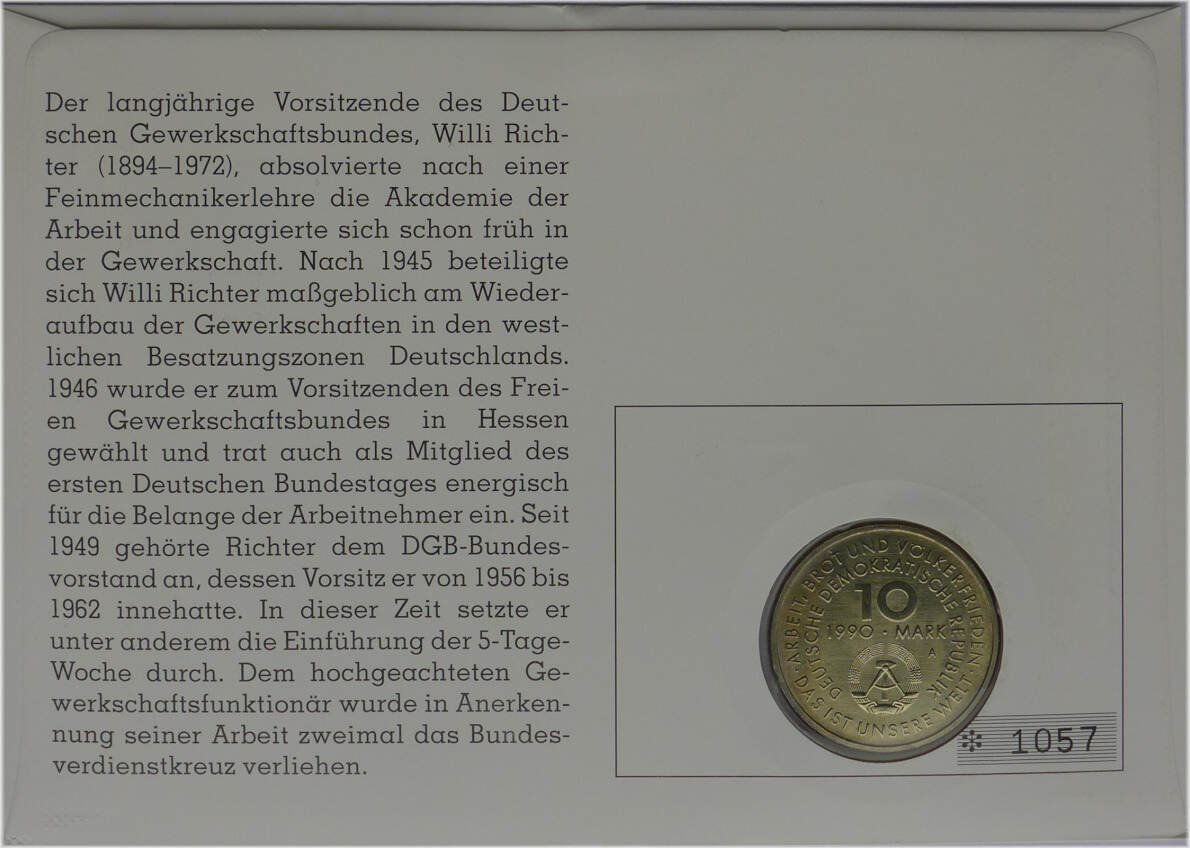 Der langjährige Vorsitzende des Deut-
schen Gewerkschaftsbundes, Willi Rich-
ter (1894–1972), absolvierte nach einer
Feinmechanikerlehre die Akademie der
Arbeit und engagierte sich schon früh in
der Gewerkschaft. Nach 1945 beteiligte
sich Willi Richter maßgeblich am Wieder-
aufbau der Gewerkschaften in den west-
lichen Besatzungszonen Deutschlands.
1946 wurde er zum Vorsitzenden des Frei-
en Gewerkschaftsbundes in Hessen
gewählt und trat auch als Mitglied des
ersten Deutschen Bundestages energisch
für die Belange der Arbeitnehmer ein. Seit
1949 gehörte Richter dem DGB-Bundes-
vorstand an, dessen Vorsitz er von 1956 bis
1962 innehatte. In dieser Zeit setzte er
unter anderem die Einführung der 5-Tage-
Woche durch. Dem hochgeachteten Ge-
werkschaftsfunktionär wurde in Anerken-
nung seiner Arbeit zweimal das Bundes-
verdienstkreuz verliehen.
· ARBEIT, BROT UND VÖLKERFRIEDEN ·
DAS IST UNSERE WELT
DEUTSCHE DEMOKRATISCHE REPUBLIK
10
1990 · MARK
A
* 1057